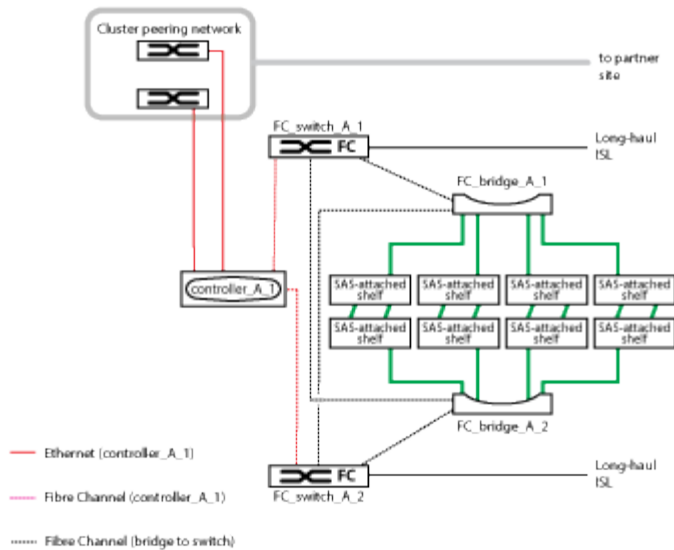 Cluster peering network
to partner
site
FC_switch_A_1
FC
Long-haul
ISL
FC_bridge_A_1
controller_A_1
SAS-attached
shelf
SAS-attached
shelf
SAS-attached
shelf
SAS-attached
shelf
SAS-attached
shelf
SAS-attached
shelf
SAS-attached
shelf
SAS-attached
shelf
FC_bridge_A_2
Ethernet (controller_A_1)
FC
Long-haul
ISL
FC_switch_A_2
Fibre Channel (controller_A_1)
Fibre Channel (bridge to switch)